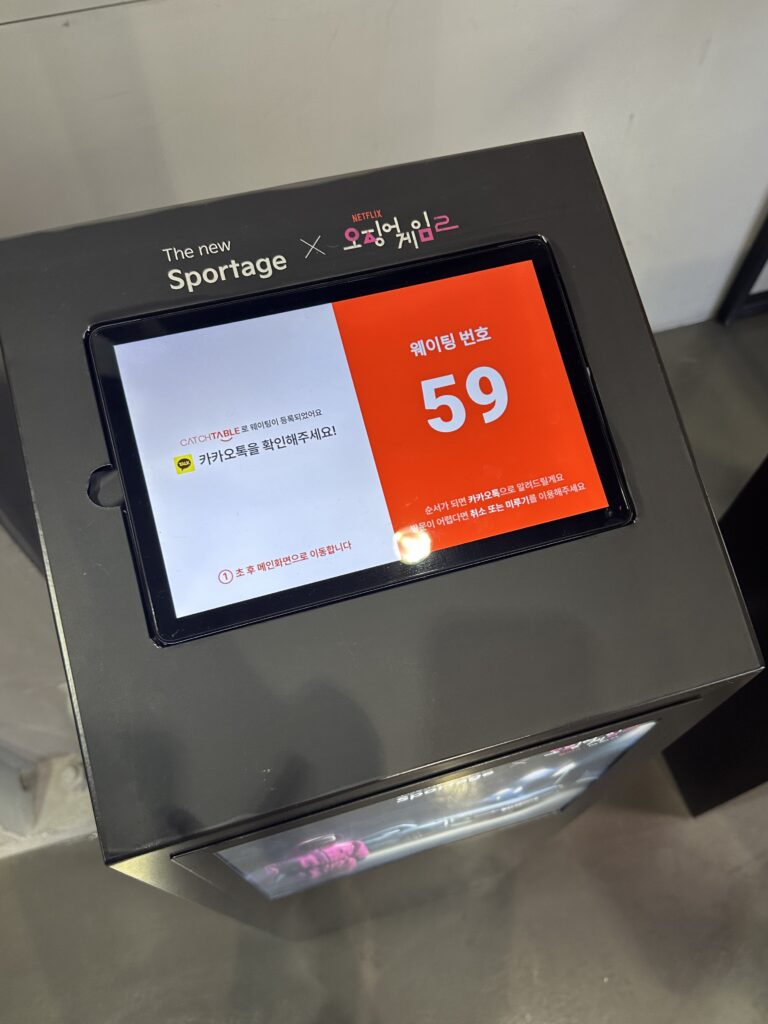 The new
Sportage
×
NETFLIX
오징어게임2
CATCHTABLE 로 웨이팅이 등록되었어요
TALK 카카오톡을 확인해주세요!
1 초 후 메인화면으로 이동합니다
웨이팅 번호
59
순서가 되면 카카오톡으로 알려드릴게요
방문이 어렵다면 취소 또는 미루기를 이용해주세요
Sportage